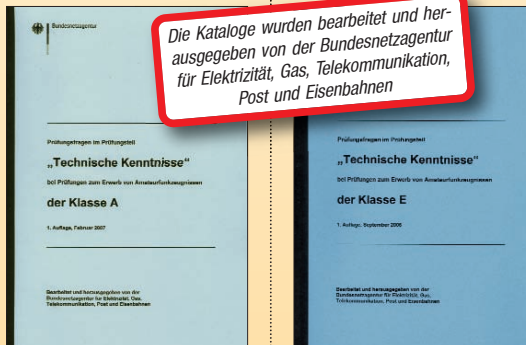 Die Kataloge wurden bearbeitet und her-
ausgegeben von der Bundesnetzagentur
für Elektrizität, Gas, Telekommunikation,
Post und Eisenbahnen
Bundesnetzagentur
Prüfungsfragen im Prüfungsteil
„Technische Kenntnisse“
bei Prüfungen zum Erwerb von Amateurfunkzeugnissen
der Klasse A
1. Auflage, Februar 2007
Bearbeitet und herausgegeben von der
Bundesnetzagentur für Elektrizität, Gas,
Telekommunikation, Post und Eisenbahnen
Prüfungsfragen im Prüfungsteil
„Technische Kenntnisse“
bei Prüfungen zum Erwerb von Amateurfunkzeugnissen
der Klasse E
1. Auflage, September 2006
Bearbeitet und herausgegeben von der
Bundesnetzagentur für Elektrizität, Gas,
Telekommunikation, Post und Eisenbahnen